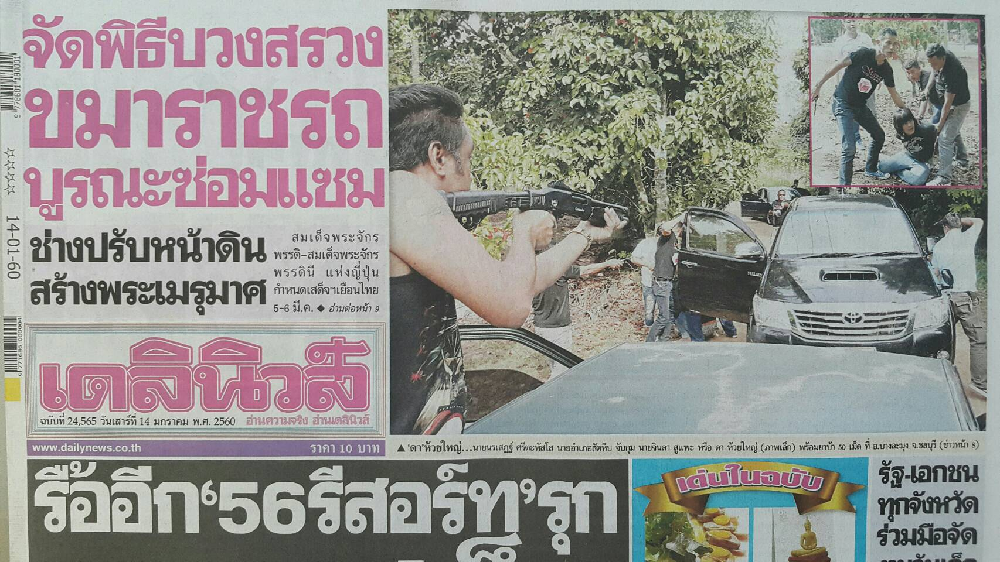 จัดพิธีบวงสรวง
ขมาราชรถ
บูรณะซ่อมแซม
ช่างปรับหน้าดิน
สร้างพระเมรุมาศ
สมเด็จพระจักร
พรรดิ-สมเด็จพระจักร
พรรดินี แห่งญี่ปุ่น
กำหนดเสด็จฯเยือนไทย
5-6 มี.ค. ◆ อ่านต่อหน้า 9
9 778601 180001
☆☆☆☆ 14-01-60
9 771686 000004
เดลินิวส์
ฉบับที่ 24,565 วันเสาร์ที่ 14 มกราคม พ.ศ. 2560 อ่านความจริง อ่านเดลินิวส์
www.dailynews.co.th ราคา 10 บาท
▲ 'ดา'ห้วยใหญ่...นายนรเสฏฐ์ ศรีตะพัสโส นายอำเภอสัตหีบ จับกุม นายจินดา สูแพะ หรือ ดา ห้วยใหญ่ (ภาพเล็ก) พร้อมยาบ้า 50 เม็ด ที่ อ.บางละมุง จ.ชลบุรี (ข่าวหน้า 8)
รื้ออีก'56รีสอร์ท'รุก
เด่นในฉบับ
รัฐ-เอกชน
ทุกจังหวัด
ร่วมมือจัด